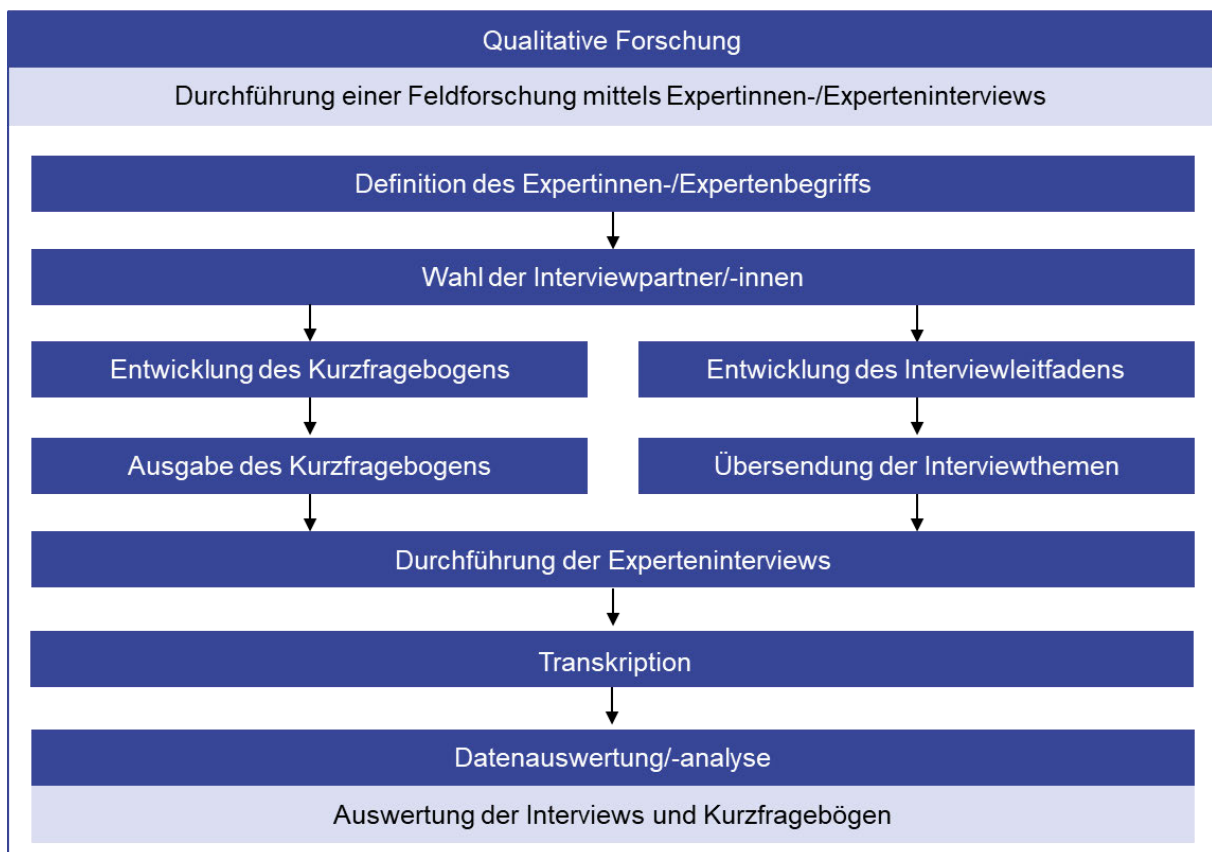 Qualitative Forschung
Durchführung einer Feldforschung mittels Expertinnen-/Experteninterviews
Definition des Expertinnen-/Expertenbegriffs
Wahl der Interviewpartner/-innen
Entwicklung des Kurzfragebogens
Entwicklung des Interviewleitfadens
Ausgabe des Kurzfragebogens
Übersendung der Interviewthemen
Durchführung der Experteninterviews
Transkription
Datenauswertung/-analyse
Auswertung der Interviews und Kurzfragebögen